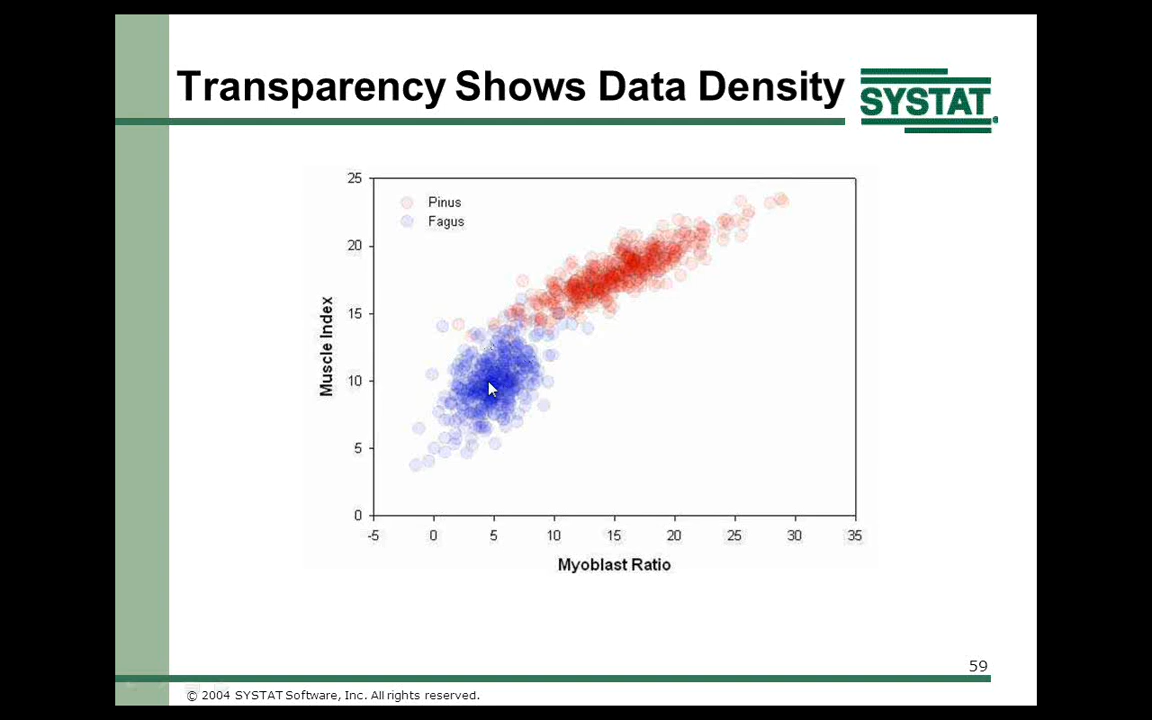 Transparency Shows Data Density
SYSTAT
®
25
Pinus
Fagus
20
15
10
5
0
Muscle Index
-5 0 5 10 15 20 25 30 35
Myoblast Ratio
59
© 2004 SYSTAT Software, Inc. All rights reserved.